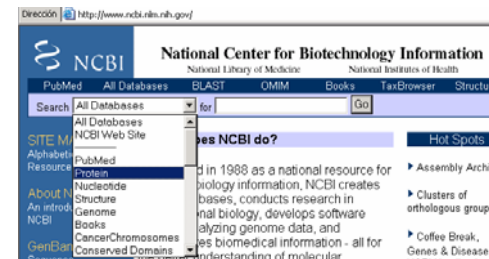 Dirección http://www.ncbi.nlm.nih.gov/
NCBI
National Center for Biotechnology Information
National Library of Medicine National Institutes of Health
PubMed All Databases BLAST OMIM Books TaxBrowser Structu
Search All Databases for Go
All Databases
NCBI Web Site
PubMed
Protein
Nucleotide
Structure
Genome
Books
CancerChromosomes
Conserved Domains
SITE MA
Alphabeti
Resource
About N
An introdu
NCBI
GenBan
oes NCBI do?
d in 1988 as a national resource for
biology information, NCBI creates
bases, conducts research in
onal biology, develops software
alyzing genome data, and
es biomedical information - all for
understanding of molecular
Hot Spots
Assembly Archi
Clusters of
orthologous group
Coffee Break,
Genes & Disease